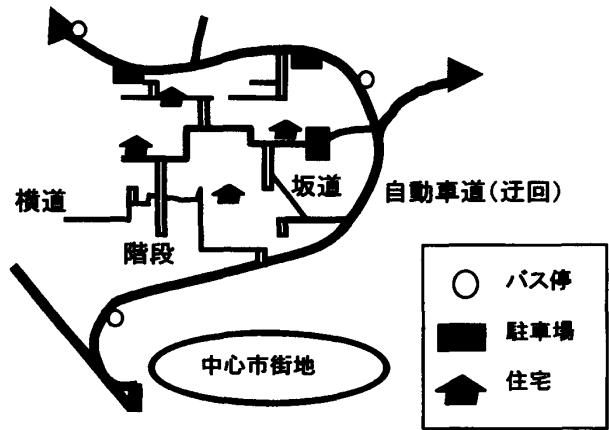 坂道
自動車道(迂回)
横道
階段
バス停
駐車場
住宅
中心市街地